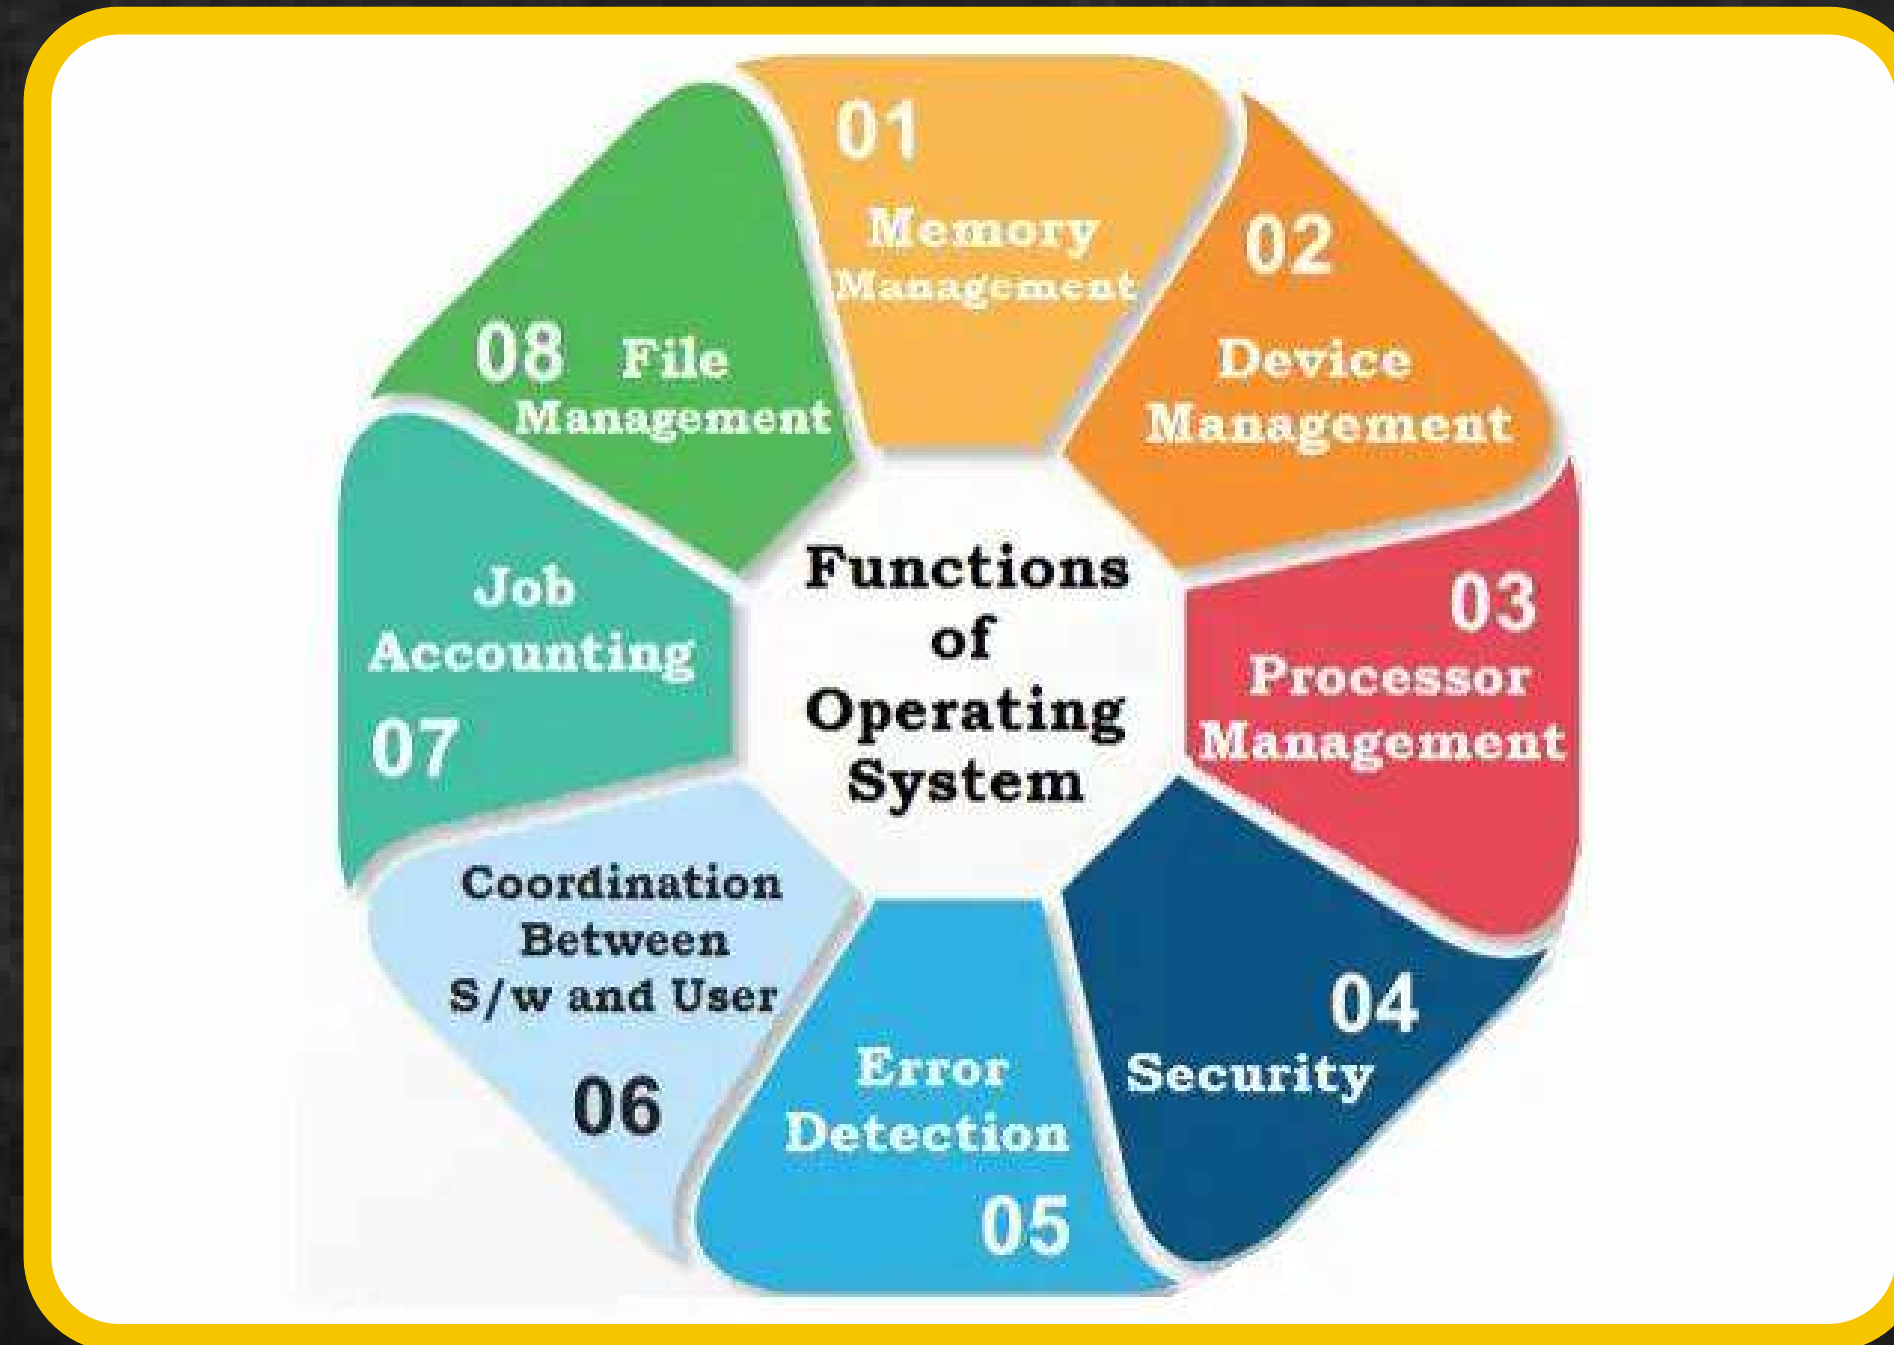 01
Memory
Management
02
Device
Management
03
Processor
Management
04
Security
Error
Detection
05
Coordination
Between
S/w and User
06
Job
Accounting
07
08 File
Management
Functions
of
Operating
System